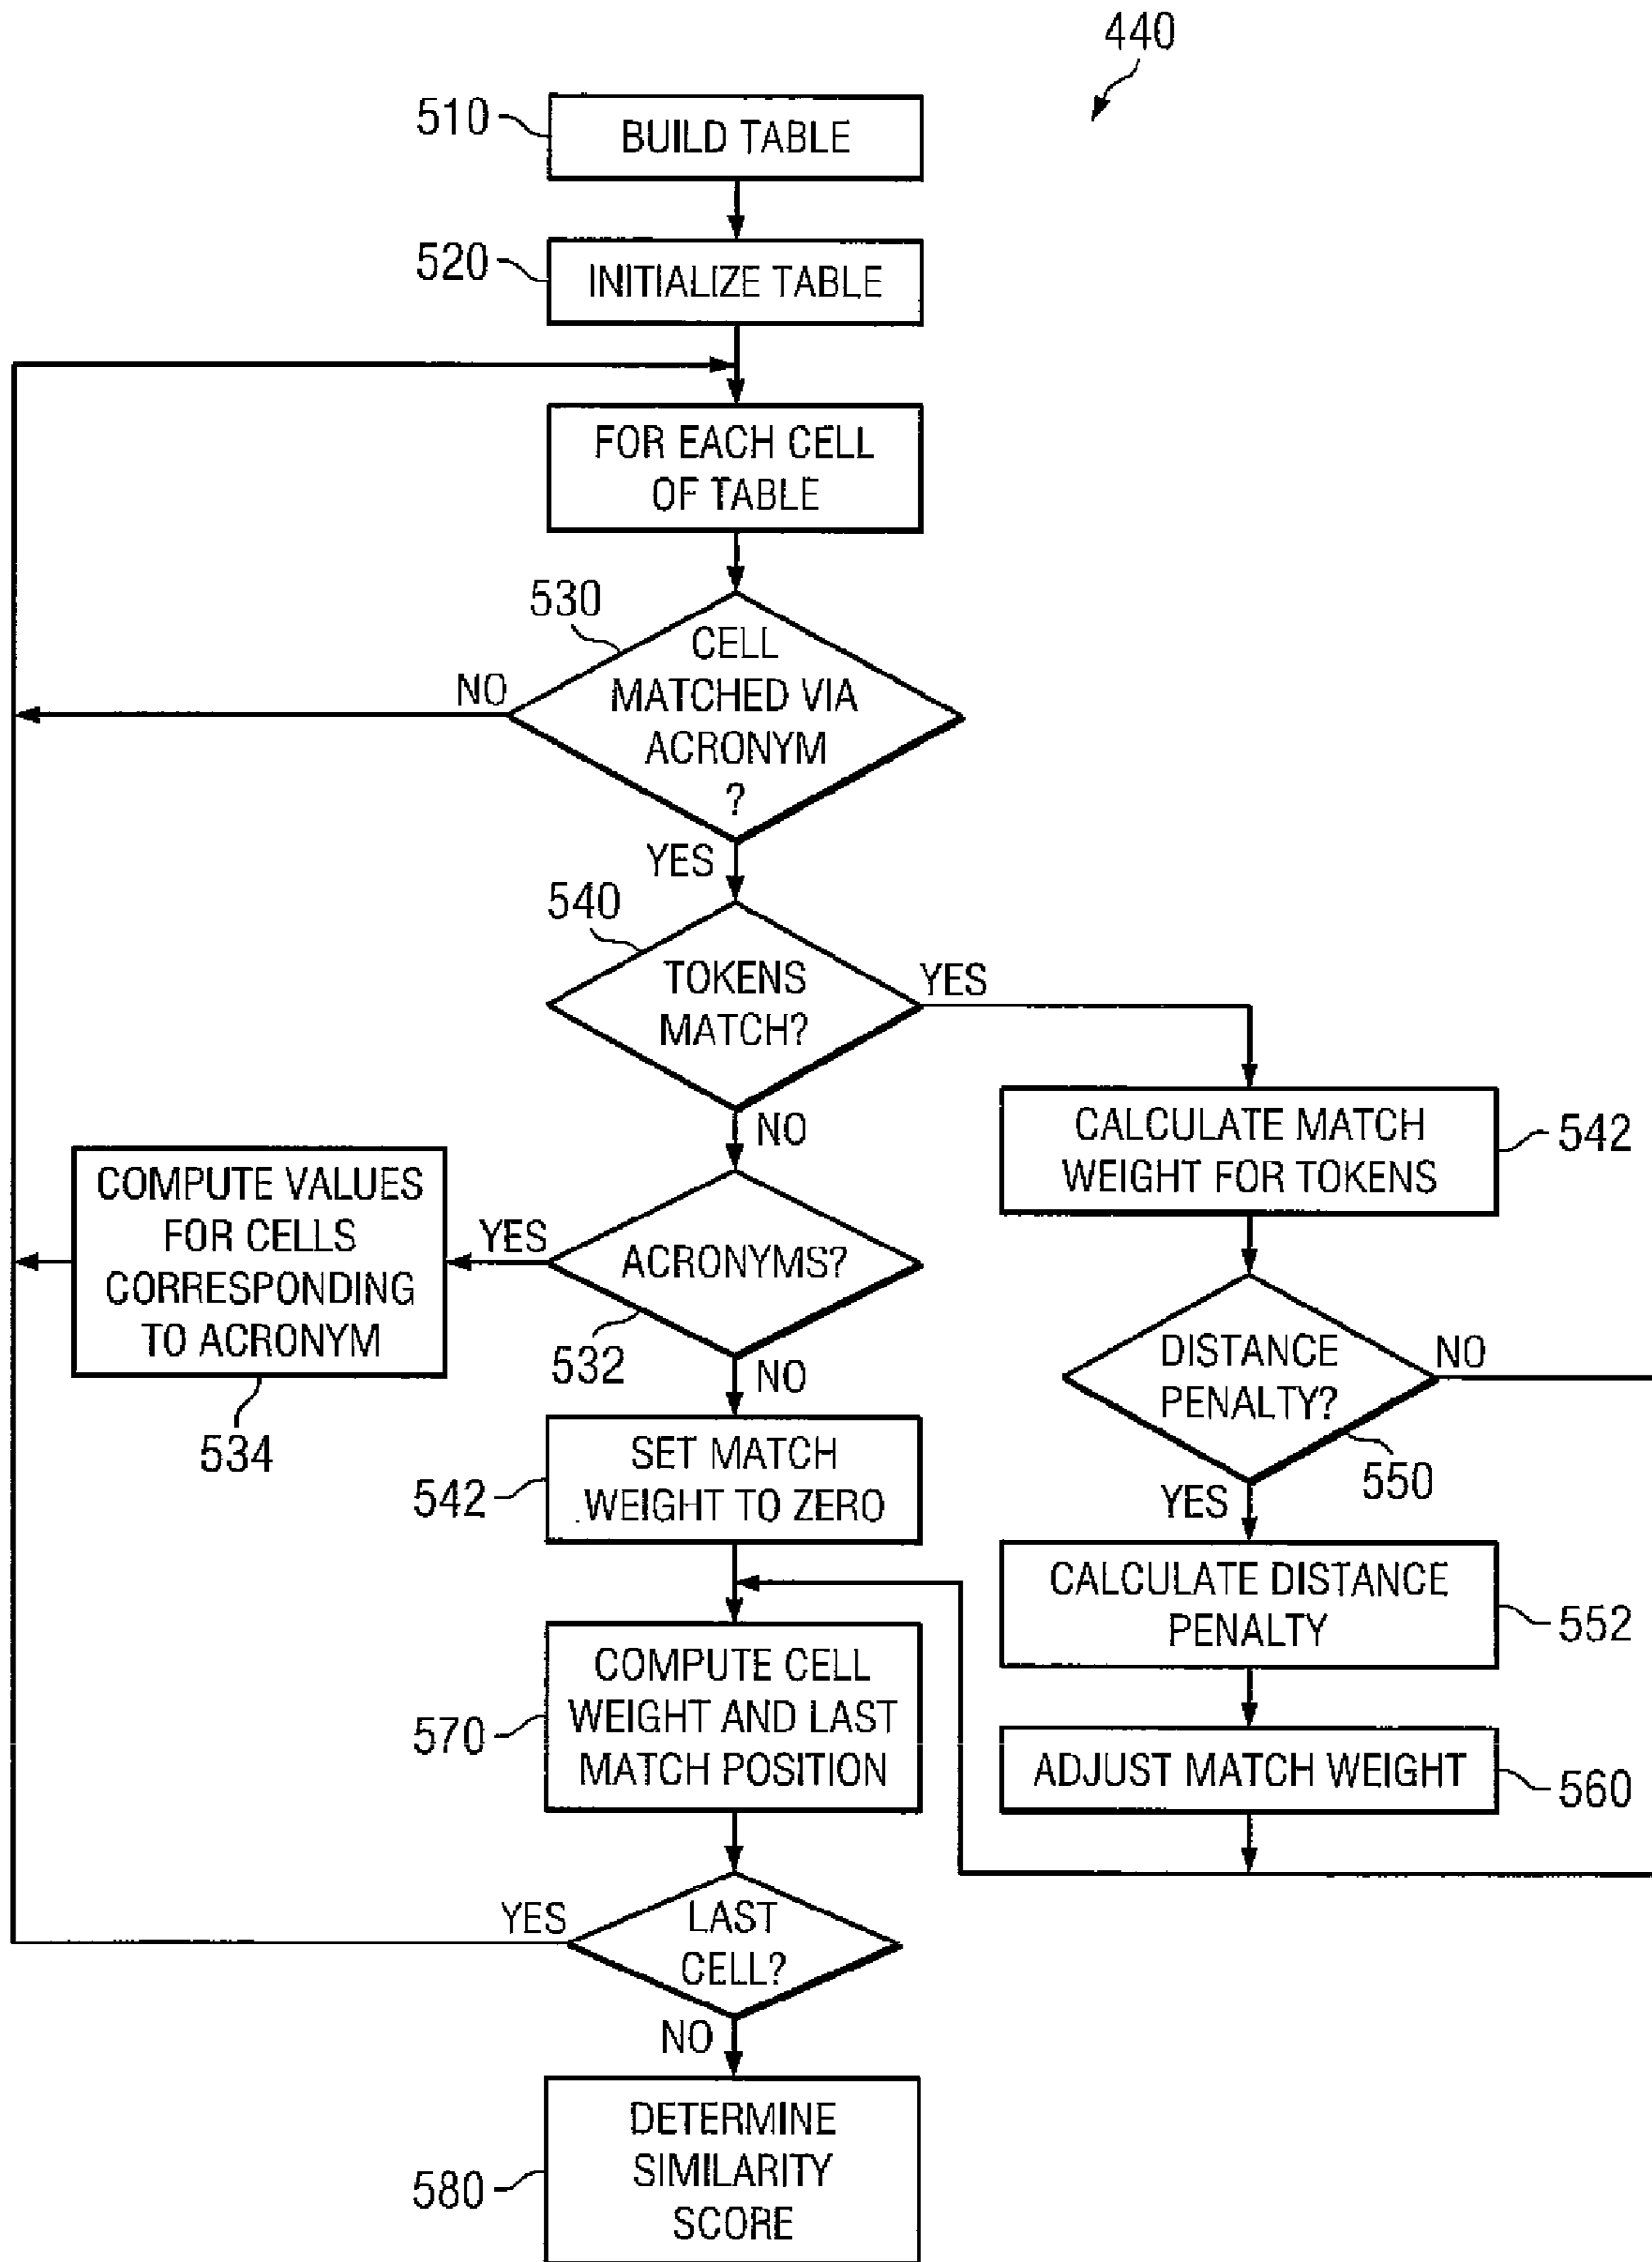 440
510
BUILD TABLE
520
INITIALIZE TABLE
FOR EACH CELL
OF TABLE
530
CELL
MATCHED VIA
ACRONYM
?
NO
YES
540
TOKENS
MATCH?
YES
NO
CALCULATE MATCH
WEIGHT FOR TOKENS
542
COMPUTE VALUES
FOR CELLS
CORRESPONDING
TO ACRONYM
534
YES
ACRONYMS?
532
NO
DISTANCE
PENALTY?
NO
550
YES
SET MATCH
WEIGHT TO ZERO
542
CALCULATE DISTANCE
PENALTY
552
COMPUTE CELL
WEIGHT AND LAST
MATCH POSITION
570
ADJUST MATCH WEIGHT
560
YES
LAST
CELL?
NO
DETERMINE
SIMILARITY
SCORE
580